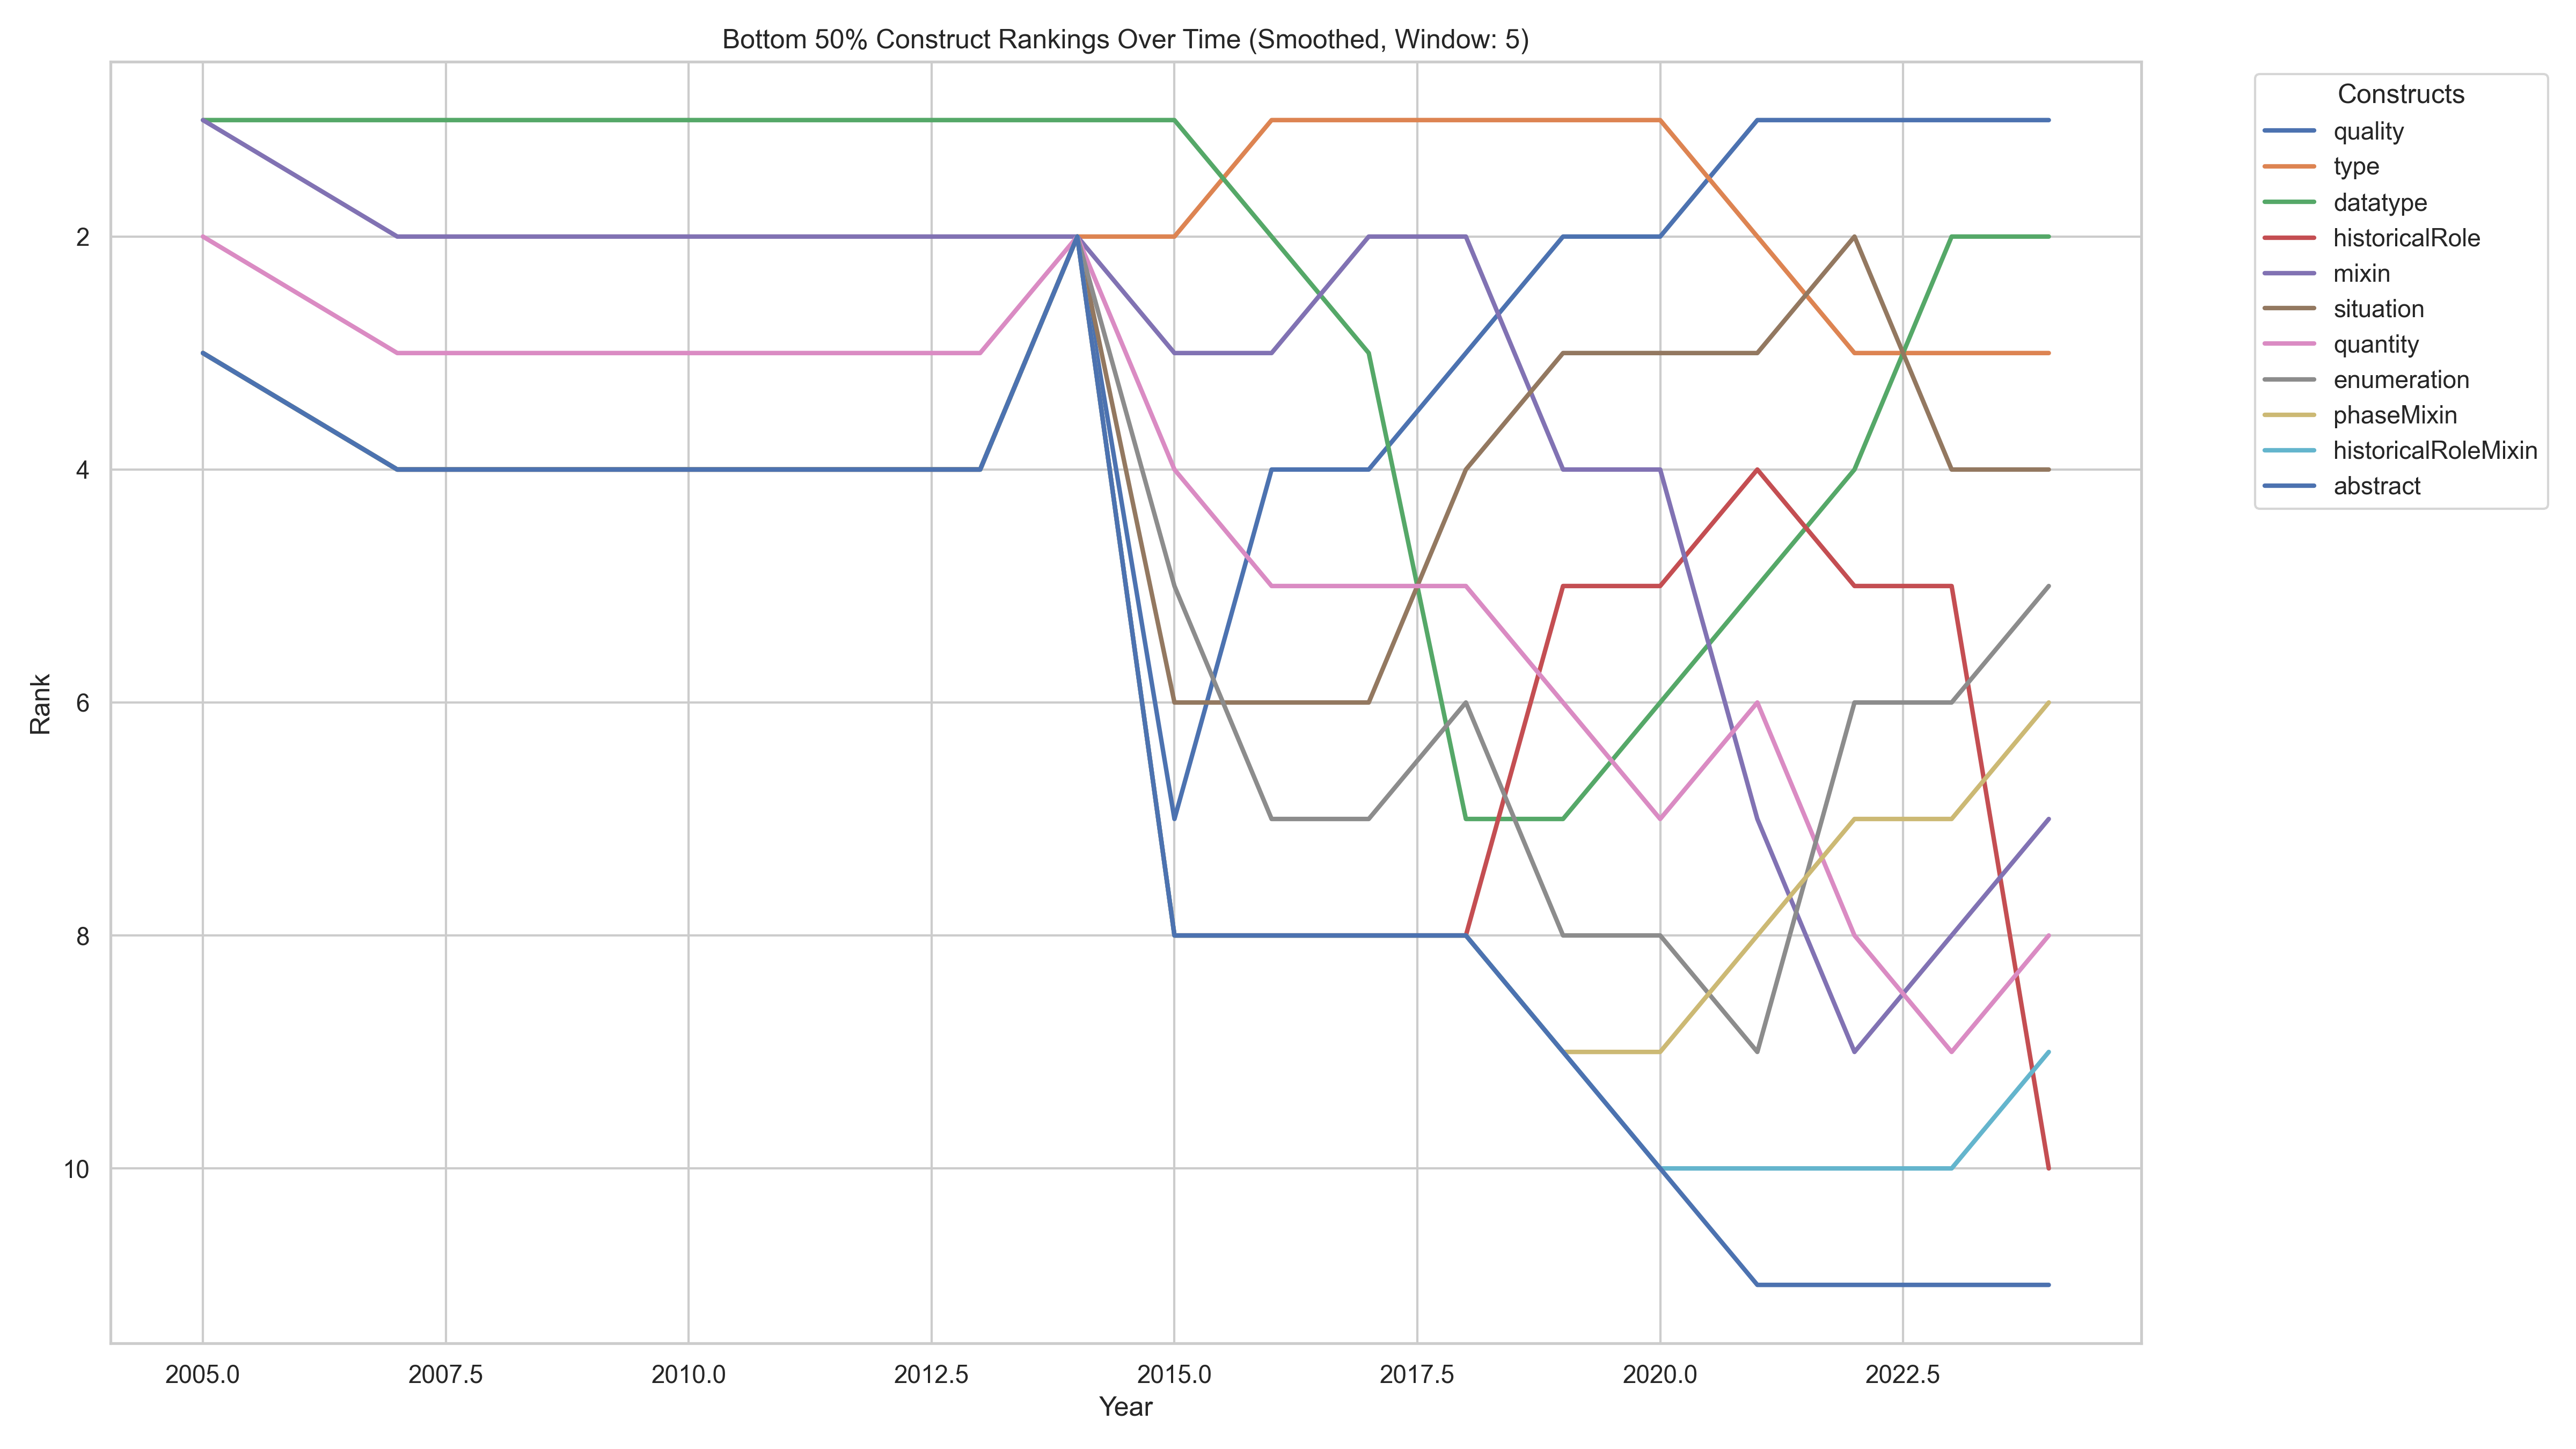 Bottom 50% Construct Rankings Over Time (Smoothed, Window: 5)
Constructs
quality
type
datatype
historicalRole
mixin
situation
quantity
enumeration
phaseMixin
historicalRoleMixin
abstract
Rank
2
4
6
8
10
2005.0 2007.5 2010.0 2012.5 2015.0 2017.5 2020.0 2022.5
Year